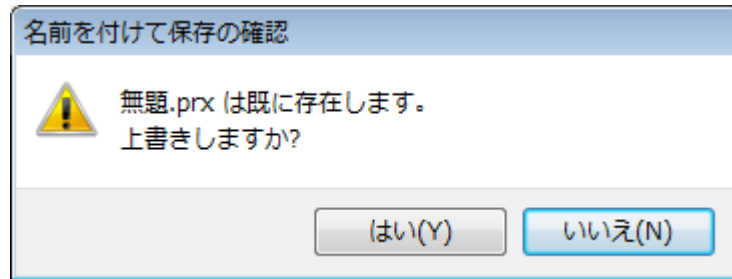 名前を付けて保存の確認
無題.prx は既に存在します。
上書きしますか?
はい(Y)
いいえ(N)